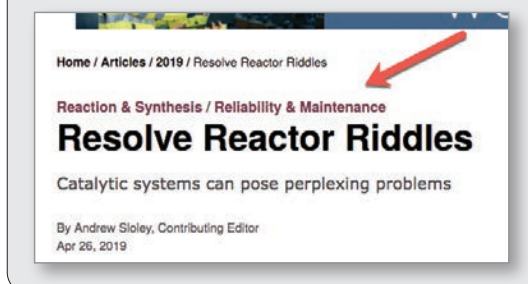 Home / Articles / 2019 / Resolve Reactor Riddles
Reaction & Synthesis / Reliability & Maintenance
Resolve Reactor Riddles
Catalytic systems can pose perplexing problems
By Andrew Sloley, Contributing Editor
Apr 26, 2019